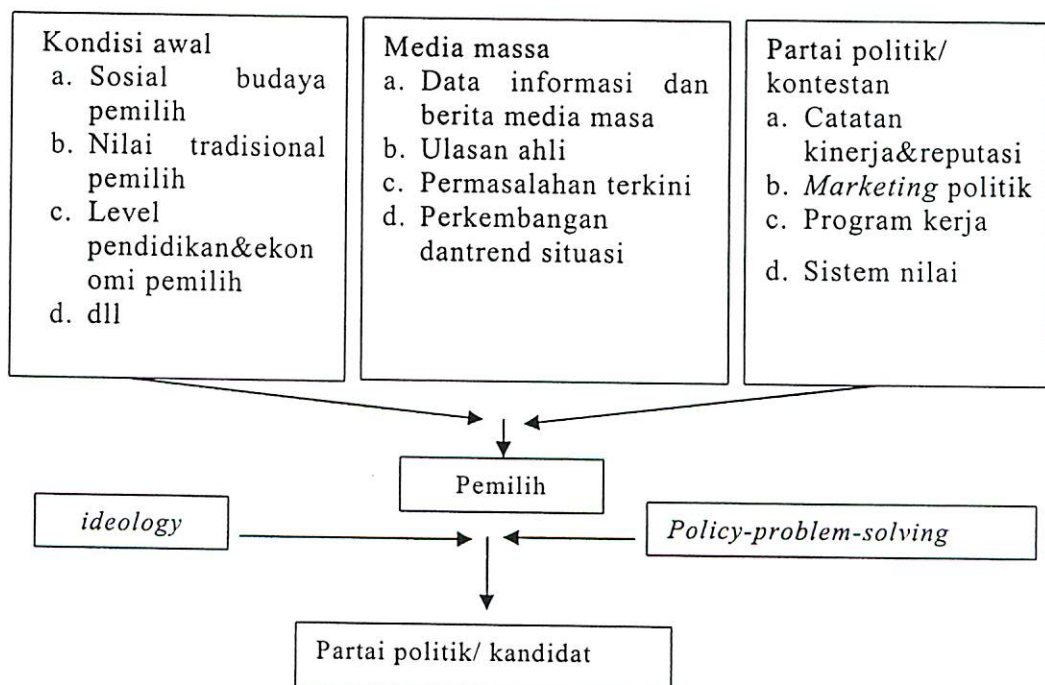 Kondisi awal
a. Sosial budaya
pemilih
b. Nilai tradisional
pemilih
c. Level
pendidikan&ekon
omi pemilih
d. dll
Media massa
a. Data informasi dan
berita media masa
b. Ulasan ahli
c. Permasalahan terkini
d. Perkembangan
dantrend situasi
Partai politik/
kontestan
a. Catatan
kinerja&reputasi
b. Marketing politik
c. Program kerja
d. Sistem nilai
Pemilih
ideology
Policy-problem-solving
Partai politik/ kandidat